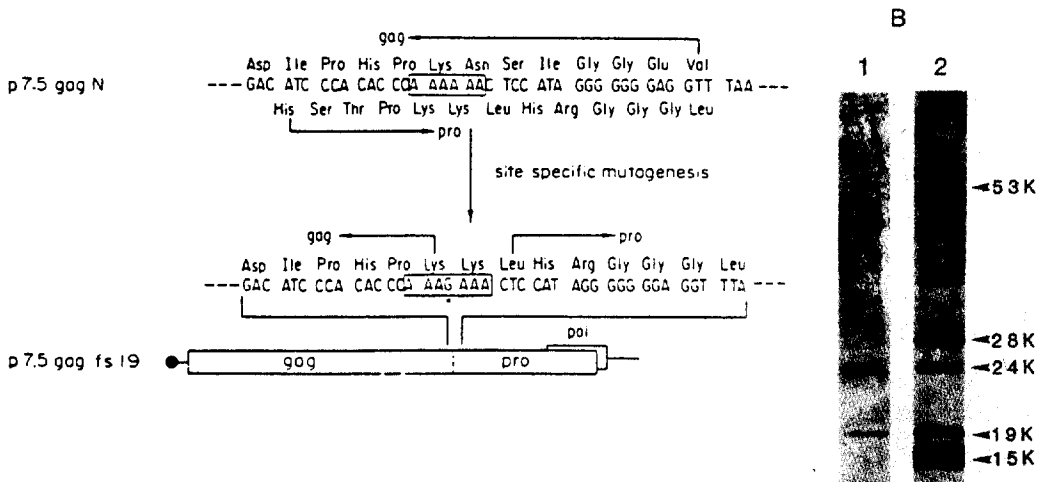 gag
Asp Ile Pro His Pro Lys Asn Ser Ile Gly Gly Glu Val
p7.5 gag N
--- GAC ATC CCA CAC CCA AAA AAC TCC ATA GGG GGG GAG GTT TAA ---
His Ser Thr Pro Lys Lys Leu His Arg Gly Gly Gly Leu
pro
site specific mutogenesis
gag
pro
Asp Ile Pro His Pro Lys Lys Leu His Arg Gly Gly Gly Leu
--- GAC ATC CCA CAC CCA AAGAAA CTC CAT AGG GGG GGA GGT TTA ---
pol
p7.5 gag fs 19
gag
pro
B
1 2
53K
28K
24K
19K
15K